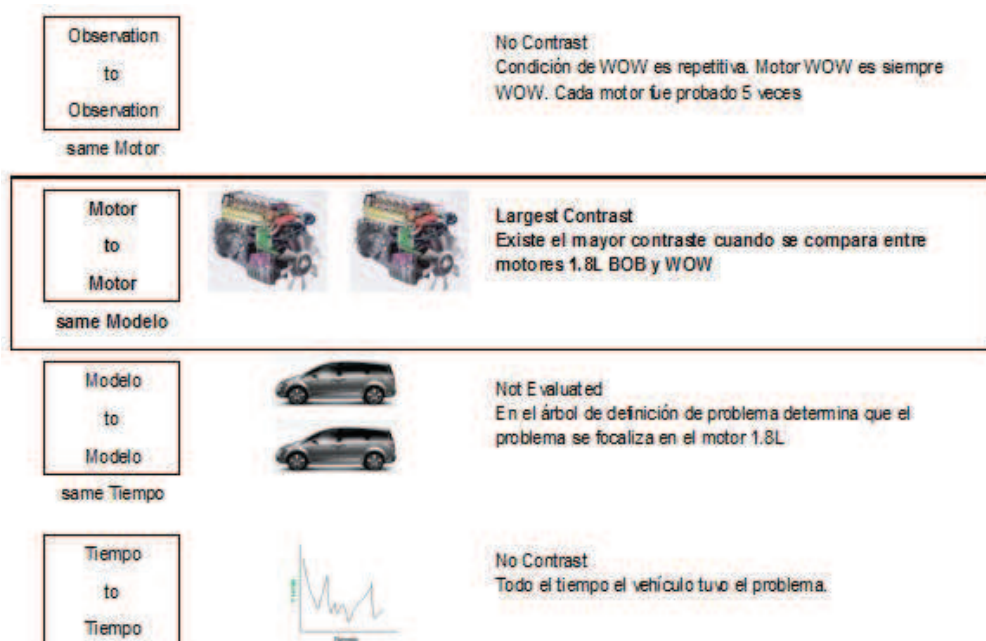 Observation
to
Observation
same Motor
No Contrast
Condición de WOW es repetitiva. Motor WOW es siempre
WOW. Cada motor fue probado 5 veces
Motor
to
Motor
same Modelo
Largest Contrast
Existe el mayor contraste cuando se compara entre
motores 1.8L BOB y WOW
Modelo
to
Modelo
same Tiempo
Not Evaluated
En el árbol de definición de problema determina que el
problema se focaliza en el motor 1.8L
Tiempo
to
Tiempo
No Contrast
Todo el tiempo el vehículo tuvo el problema.